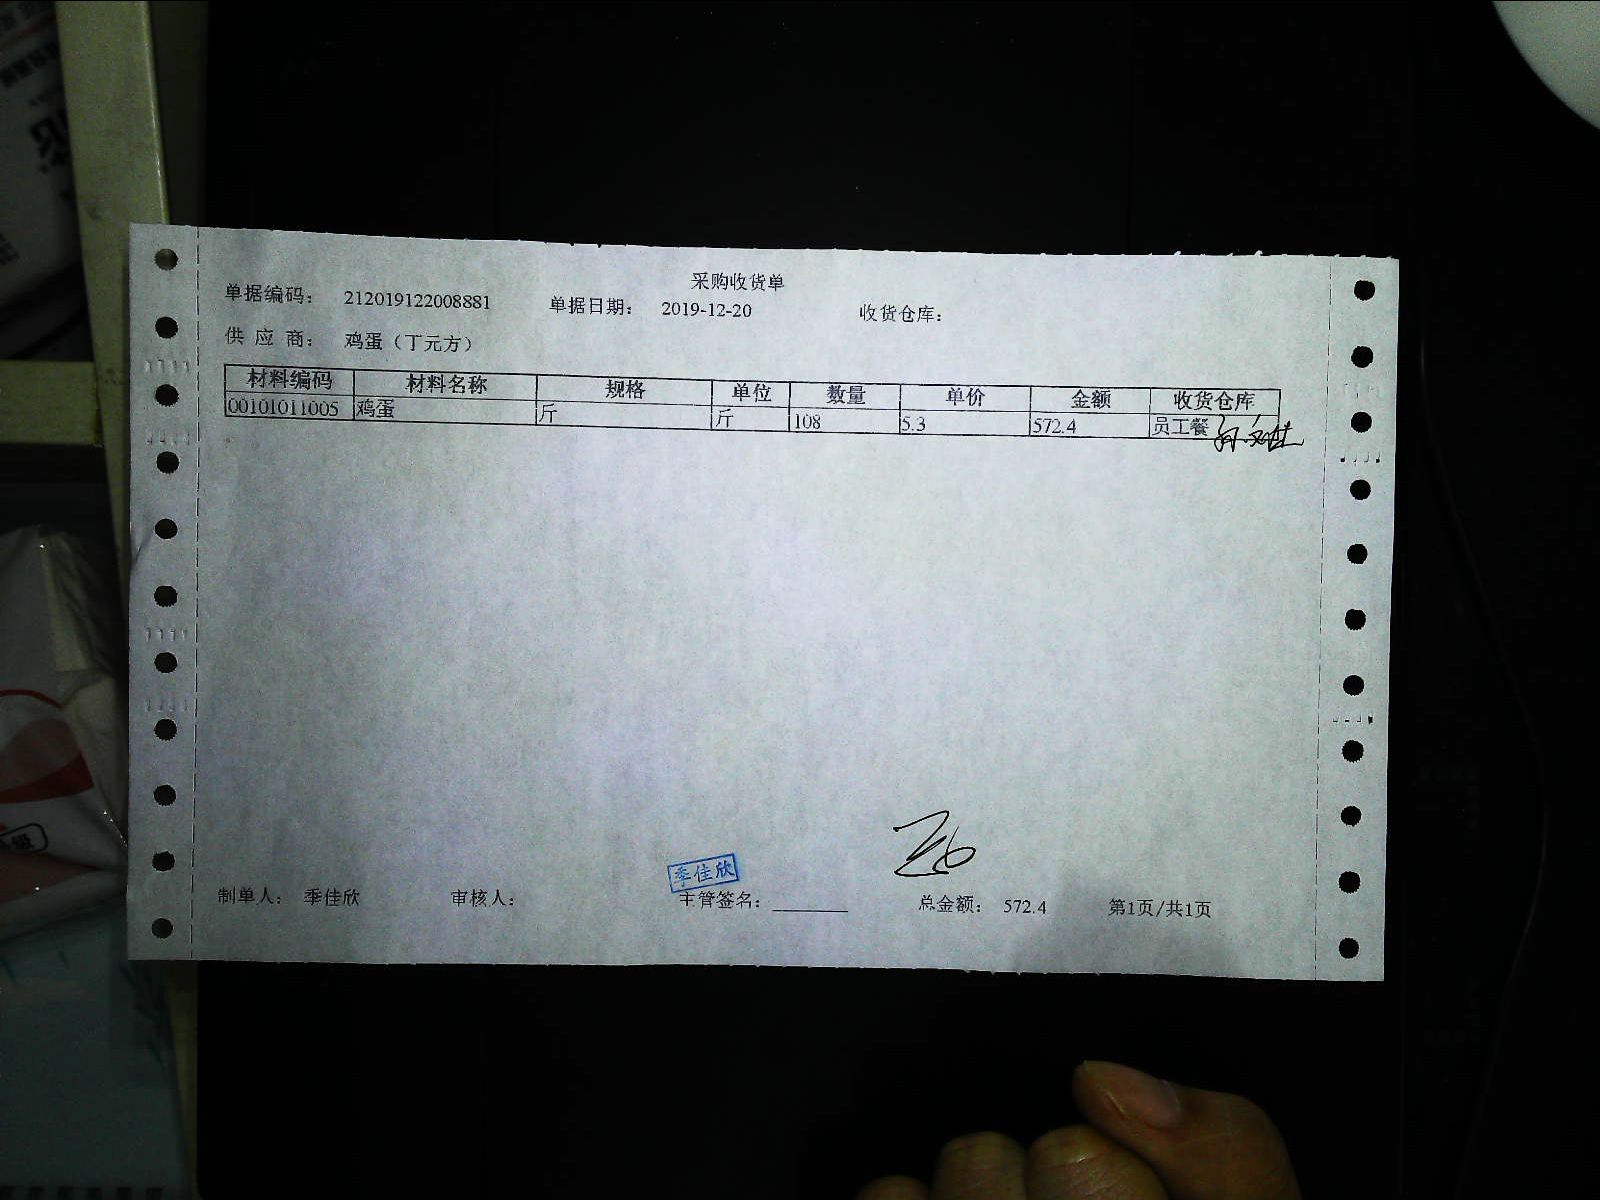 采购收货单
单据编码： 212019122008881 单据日期： 2019-12-20 收货仓库：
供 应 商： 鸡蛋（丁元方）
材料编码 材料名称 规格 单位 数量 单价 金额 收货仓库
00101011005 鸡蛋 斤 斤 108 5.3 572.4 员工餐
季佳欣
制单人： 季佳欣 审核人： 主管签名：________ 总金额： 572.4 第1页/共1页